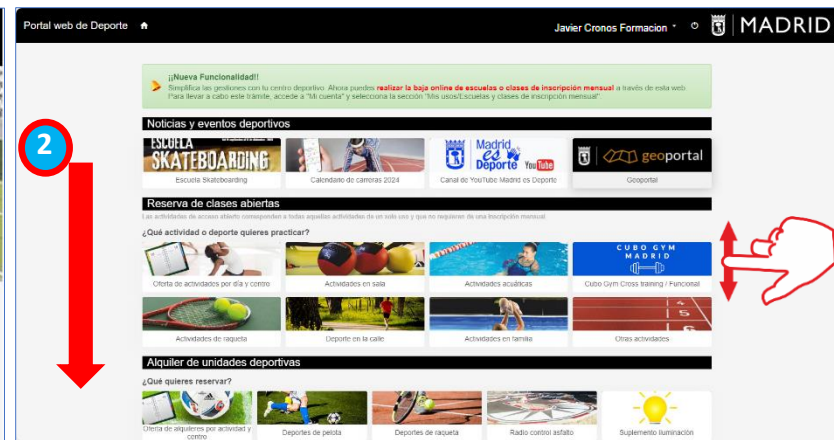 Portal web de Deporte
Javier Cronos Formacion
MADRID
¡¡Nueva Funcionalidad!!
Simplifica las gestiones con tu centro deportivo. Ahora puedes realizar la baja online de escuelas o clases de inscripción mensual a través de esta web.
Para llevar a cabo este trámite, accede a "Mi cuenta" y selecciona la sección "Mis usos/Escuelas y clases de inscripción mensual".
2
Noticias y eventos deportivos
ESCUELA
SKATEBOARDING
Madrid
es
Deporte
YouTube
geoportal
Escuela Skateboarding
Calendario de carreras 2024
Canal de YouTube Madrid es Deporte
Geoportal
Reserva de clases abiertas
Las actividades de acceso abierto corresponden a todas aquellas actividades de un solo uso y que no requieren de una inscripción mensual
¿Qué actividad o deporte quieres practicar?
CUBO GYM
MADRID
Oferta de actividades por día y centro
Actividades en sala
Actividades acuáticas
Cubo Gym Cross training / Funcional
4
5
Actividades de raqueta
Deporte en la calle
Actividades en familia
Otras actividades
Alquiler de unidades deportivas
¿Qué quieres reservar?
Oferta de alquileres por actividad y
centro
Deportes de pelota
Deportes de raqueta
Radio control asfalto
Suplemento iluminación